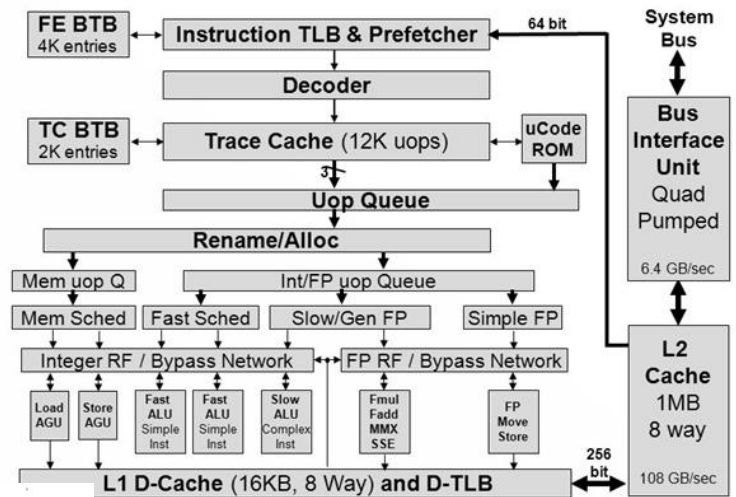 FE BTB
4K entries
Instruction TLB & Prefetcher
64 bit
System
Bus
Decoder
TC BTB
2K entries
Trace Cache (12K uops)
uCode
ROM
Bus
Interface
Unit
Quad
Pumped
6.4 GB/sec
3
Uop Queue
Rename/Alloc
Mem uop Q
Int/FP uop Queue
Mem Sched
Fast Sched
Slow/Gen FP
Simple FP
Integer RF / Bypass Network
FP RF / Bypass Network
L2
Cache
1MB
8 way
108 GB/sec
Load
AGU
Store
AGU
Fast
ALU
Simple
Inst
Fast
ALU
Simple
Inst
Slow
ALU
Complex
Inst
Fmul
Fadd
MMX
SSE
FP
Move
Store
256
bit
L1 D-Cache (16KB, 8 Way) and D-TLB